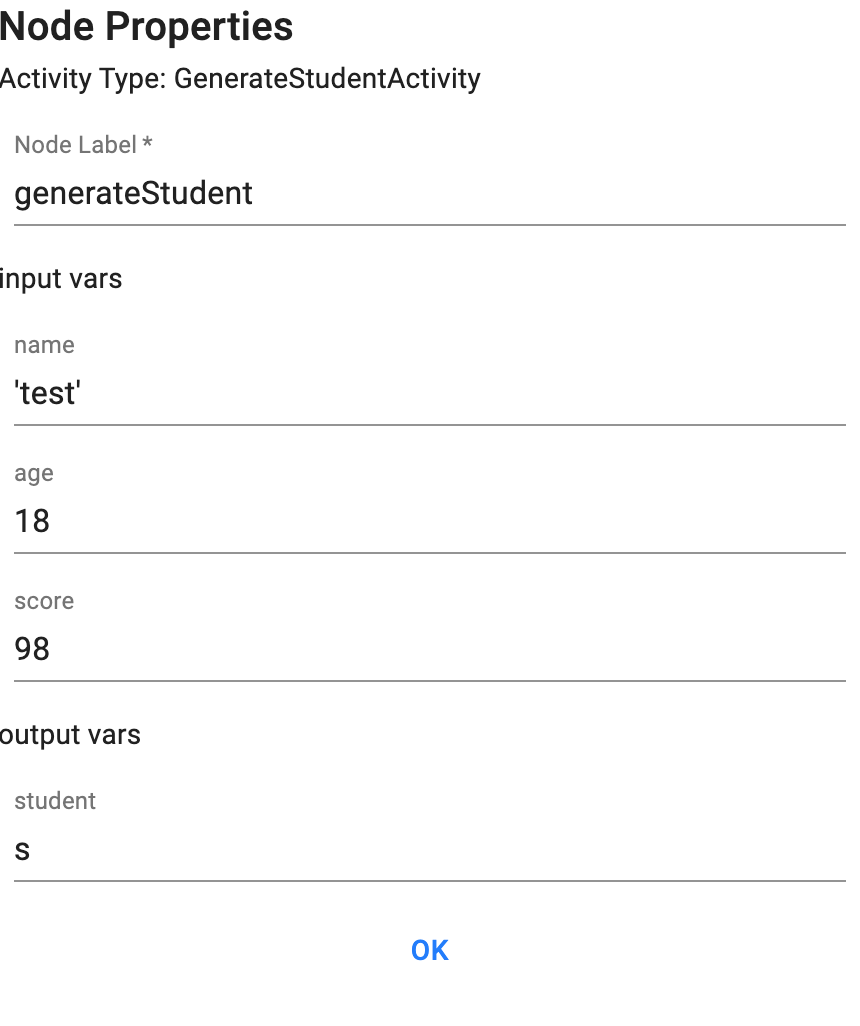 Node Properties
Activity Type: GenerateStudentActivity
Node Label *
generateStudent
input vars
name
'test'
age
18
score
98
output vars
student
s
OK